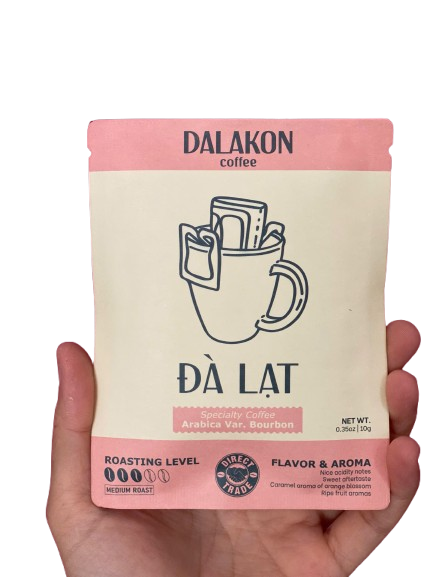 DALAKON
coffee
ĐÀ LẠT
Specialty Coffee
Arabica Var. Bourbon
NET WT.
0.35oz | 10g
ROASTING LEVEL
MEDIUM ROAST
DIRECT
TRADE
FLAVOR & AROMA
Nice acidity notes
Sweet aftertaste
Caramel aroma of orange blossom
Ripe fruit aromas